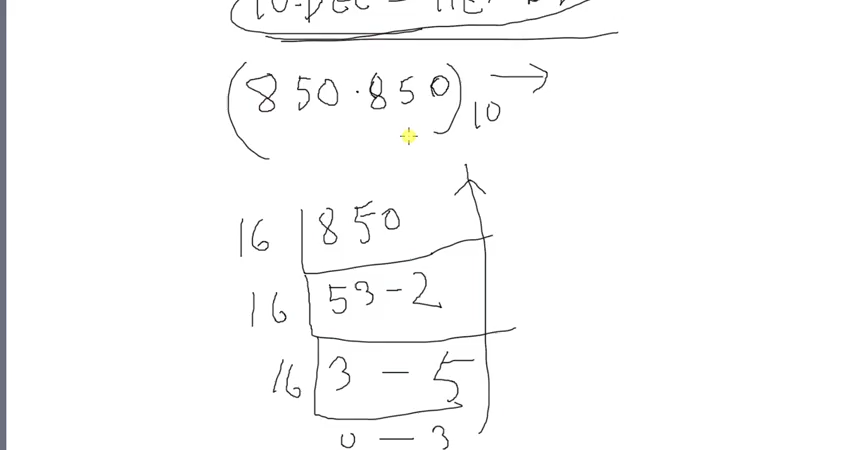 (850.850)10 →
16 | 850
16 | 53 - 2
16 | 3 - 5
0 - 3